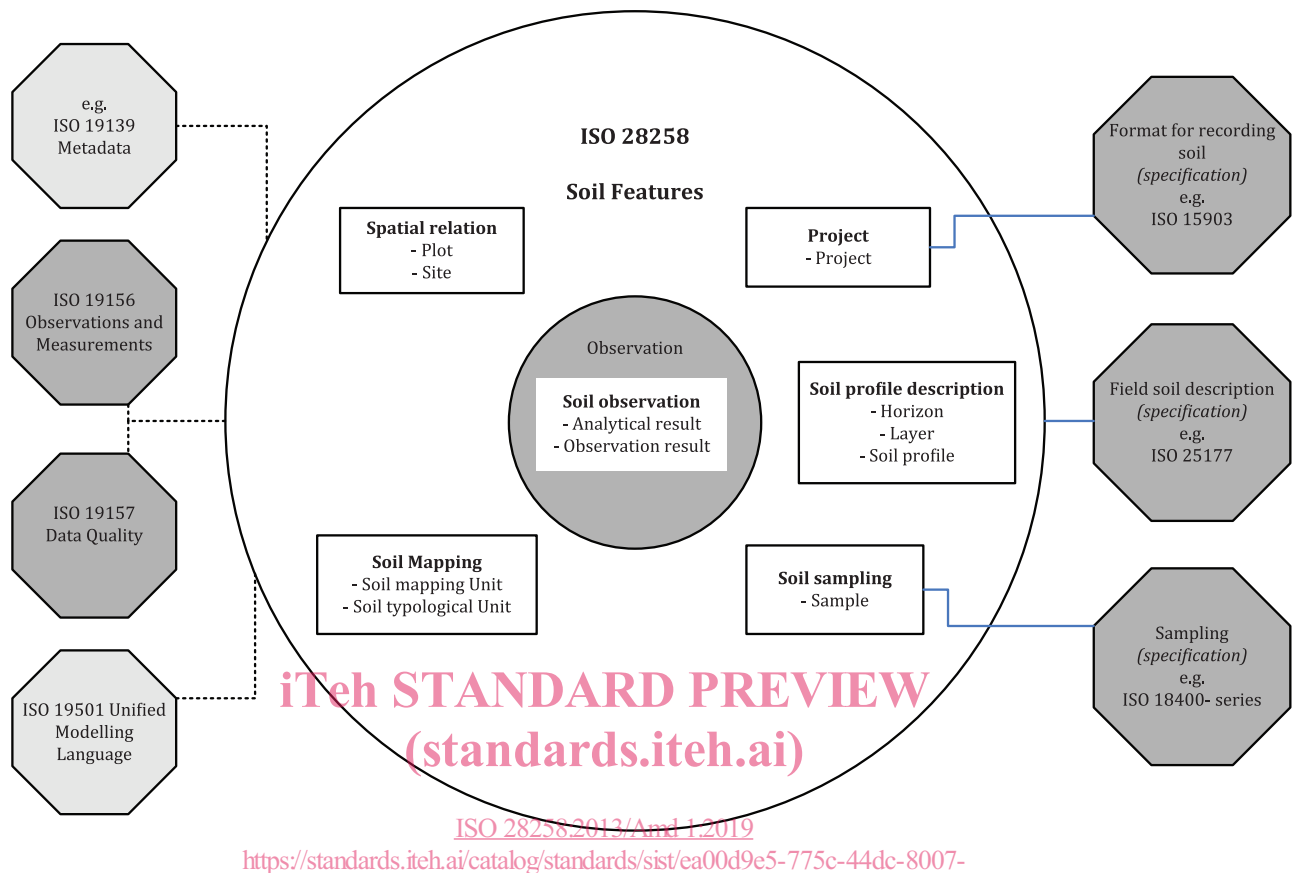 e.g.
ISO 19139
Metadata
ISO 19156
Observations and
Measurements
ISO 19157
Data Quality
ISO 19501 Unified
Modelling
Language
ISO 28258
Soil Features
Spatial relation
- Plot
- Site
Project
- Project
Observation
Soil observation
- Analytical result
- Observation result
Soil profile description
- Horizon
- Layer
- Soil profile
Soil Mapping
- Soil mapping Unit
- Soil typological Unit
Soil sampling
- Sample
Format for recording
soil
(specification)
e.g.
ISO 15903
Field soil description
(specification)
e.g.
ISO 25177
Sampling
(specification)
e.g.
ISO 18400- series
iTeh STANDARD PREVIEW
(standards.iteh.ai)
ISO 28258:2013/Amd 1:2019
https://standards.iteh.ai/catalog/standards/sist/ea00d9e5-775c-44dc-8007-